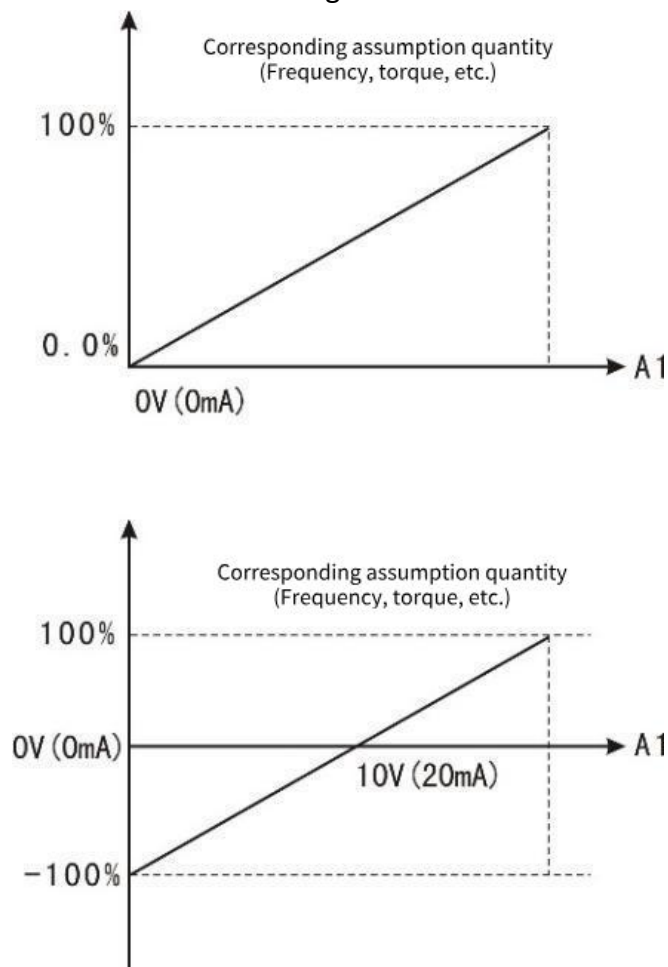 Corresponding assumption quantity
(Frequency, torque, etc.)
100%
0.0%
A1
0V(0mA)
Corresponding assumption quantity
(Frequency, torque, etc.)
100%
0V(0mA)
A1
10V(20mA)
-100%